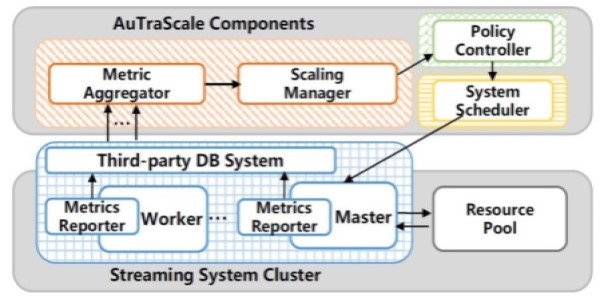 AuTraScale Components
Policy
Controller
Metric
Aggregator
Scaling
Manager
System
Scheduler
...
Third-party DB System
Metrics
Reporter
Worker
...
Metrics
Reporter
Master
Resource
Pool
Streaming System Cluster